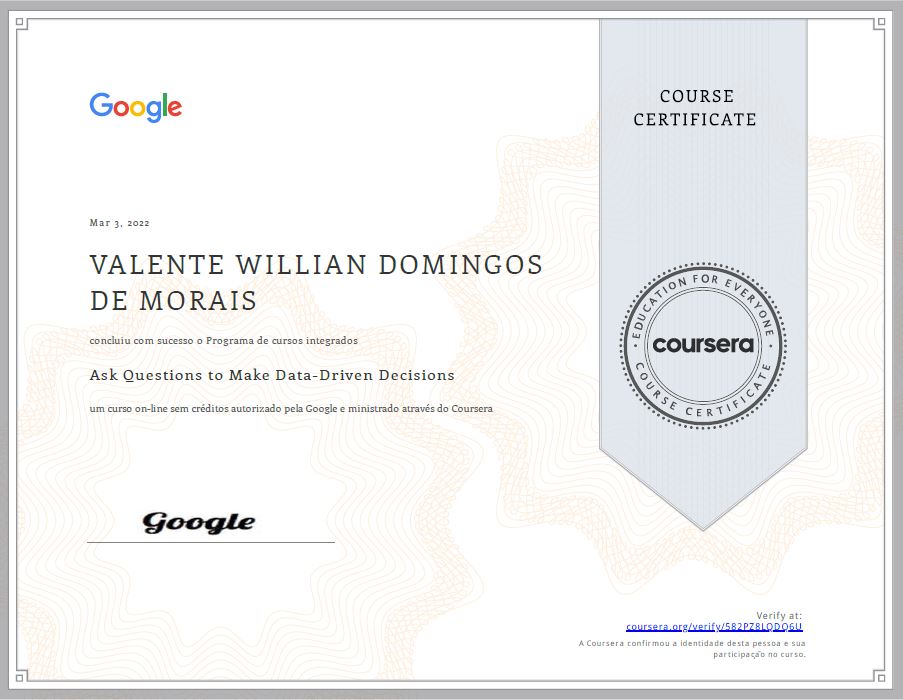 Google
COURSE
CERTIFICATE
Mar 3, 2022
VALENTE WILLIAN DOMINGOS
DE MORAIS
concluiu com sucesso o Programa de cursos integrados
Ask Questions to Make Data-Driven Decisions
um curso on-line sem créditos autorizado pela Google e ministrado através do Coursera
EDUCATION FOR EVERYONE
coursera
COURSE CERTIFICATE
Google
Verify at:
coursera.org/verify/582PZ8LQDQ6U
A Coursera confirmou a identidade desta pessoa e sua
participação no curso.